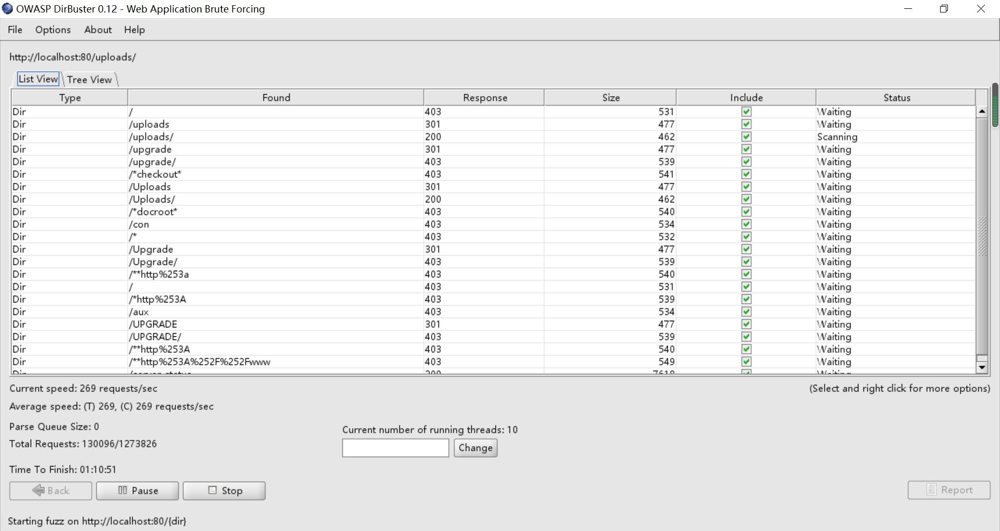 OWASP DirBuster 0.12 - Web Application Brute Forcing
File Options About Help
http://localhost:80/uploads/
List View Tree View
Type Found Response Size Include Status
Dir / 403 531 Waiting
Dir /uploads 301 477 Waiting
Dir /uploads/ 200 462 Scanning
Dir /upgrade 301 477 Waiting
Dir /upgrade/ 403 539 Waiting
Dir /*checkout* 403 541 Waiting
Dir /Uploads 301 477 Waiting
Dir /Uploads/ 200 462 Waiting
Dir /*docroot* 403 540 Waiting
Dir /con 403 534 Waiting
Dir /* 403 532 Waiting
Dir /Upgrade 301 477 Waiting
Dir /Upgrade/ 403 539 Waiting
Dir /**http%253a 403 540 Waiting
Dir / 403 531 Waiting
Dir /*http%253A 403 539 Waiting
Dir /aux 403 534 Waiting
Dir /UPGRADE 301 477 Waiting
Dir /UPGRADE/ 403 539 Waiting
Dir /**http%253A 403 540 Waiting
Dir /**http%253A%252F%252Fwww 403 549 Waiting
Current speed: 269 requests/sec (Select and right click for more options)
Average speed: (T) 269, (C) 269 requests/sec
Parse Queue Size: 0
Current number of running threads: 10
Total Requests: 130096/1273826
Change
Time To Finish: 01:10:51
Back Pause Stop Report
Starting fuzz on http://localhost:80/{dir}